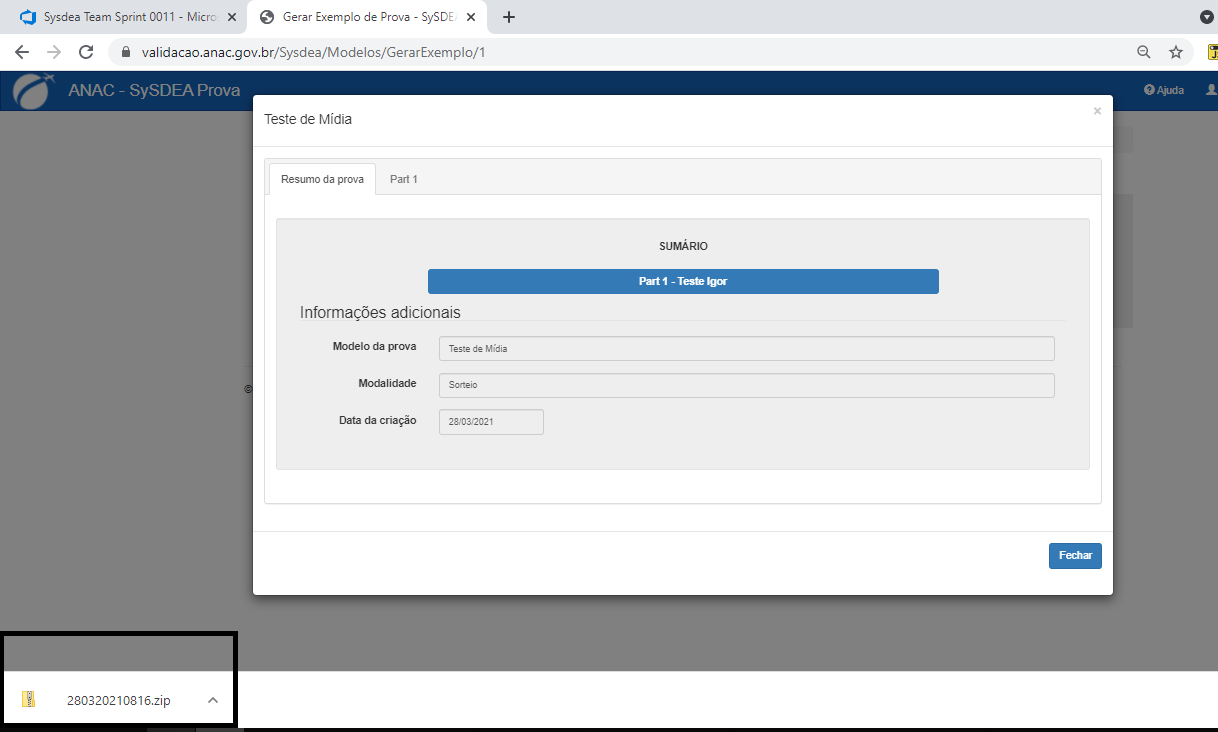 Sysdea Team Sprint 0011 - Micro
Gerar Exemplo de Prova - SySDE
validacao.anac.gov.br/Sysdea/Modelos/GerarExemplo/1
ANAC - SySDEA Prova
Ajuda
Teste de Mídia
×
Resumo da prova
Part 1
SUMÁRIO
Part 1 - Teste Igor
Informações adicionais
Modelo da prova
Teste de Mídia
Modalidade
Sorteio
©
Data da criação
28/03/2021
Fechar
280320210816.zip